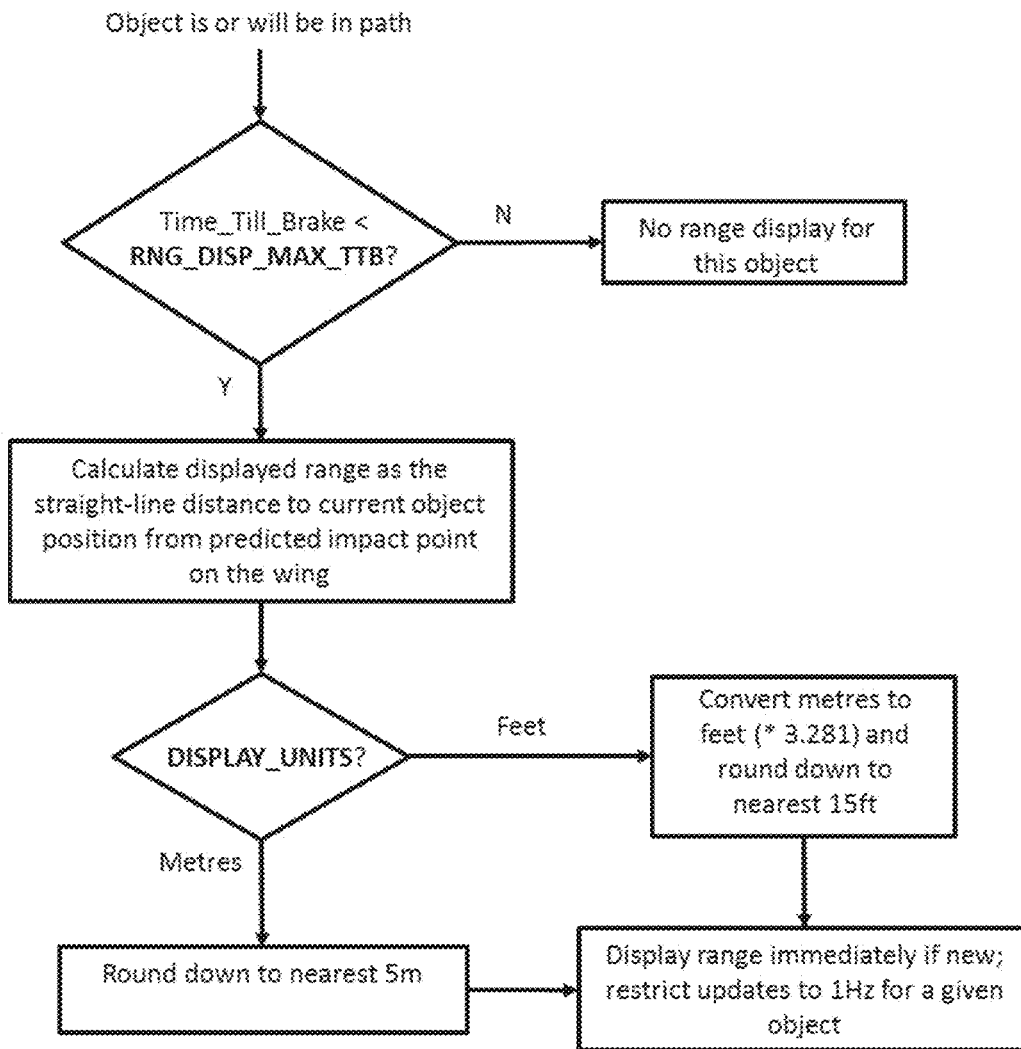 Object is or will be in path
Time_Till_Brake <
RNG_DISP_MAX_TTB?
N
No range display for
this object
Y
Calculate displayed range as the
straight-line distance to current object
position from predicted impact point
on the wing
DISPLAY_UNITS?
Feet
Convert metres to
feet (* 3.281) and
round down to
nearest 15ft
Metres
Round down to nearest 5m
Display range immediately if new;
restrict updates to 1Hz for a given
object